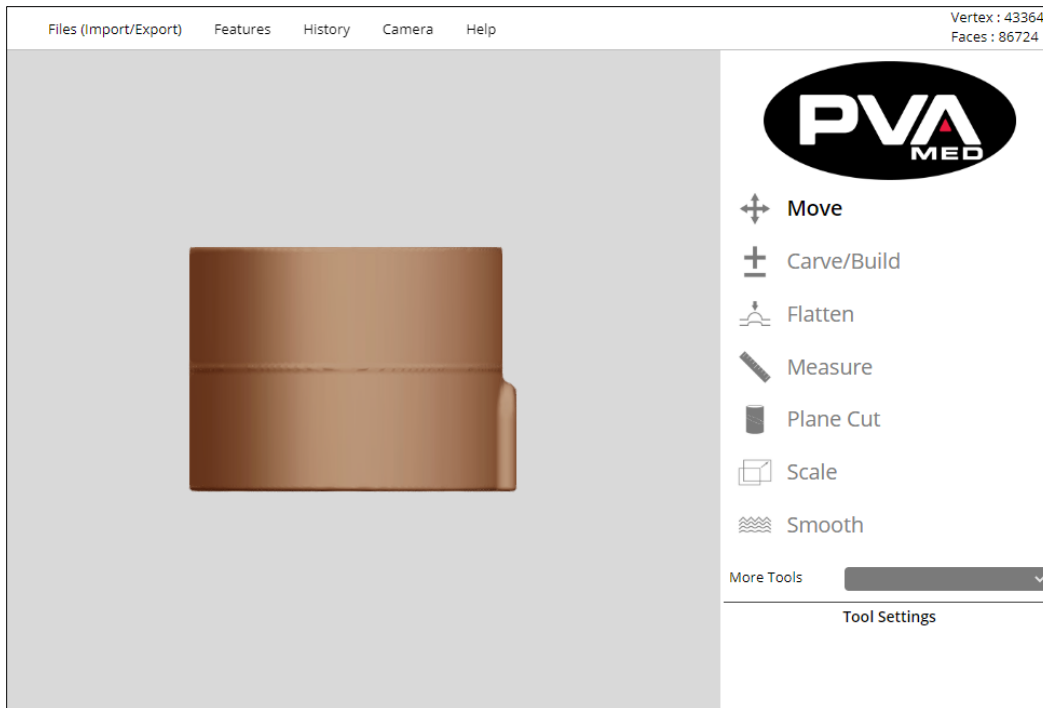 Files (Import/Export) Features History Camera Help
Vertex : 43364
Faces : 86724
PVA
MED
Move
Carve/Build
Flatten
Measure
Plane Cut
Scale
Smooth
More Tools
Tool Settings